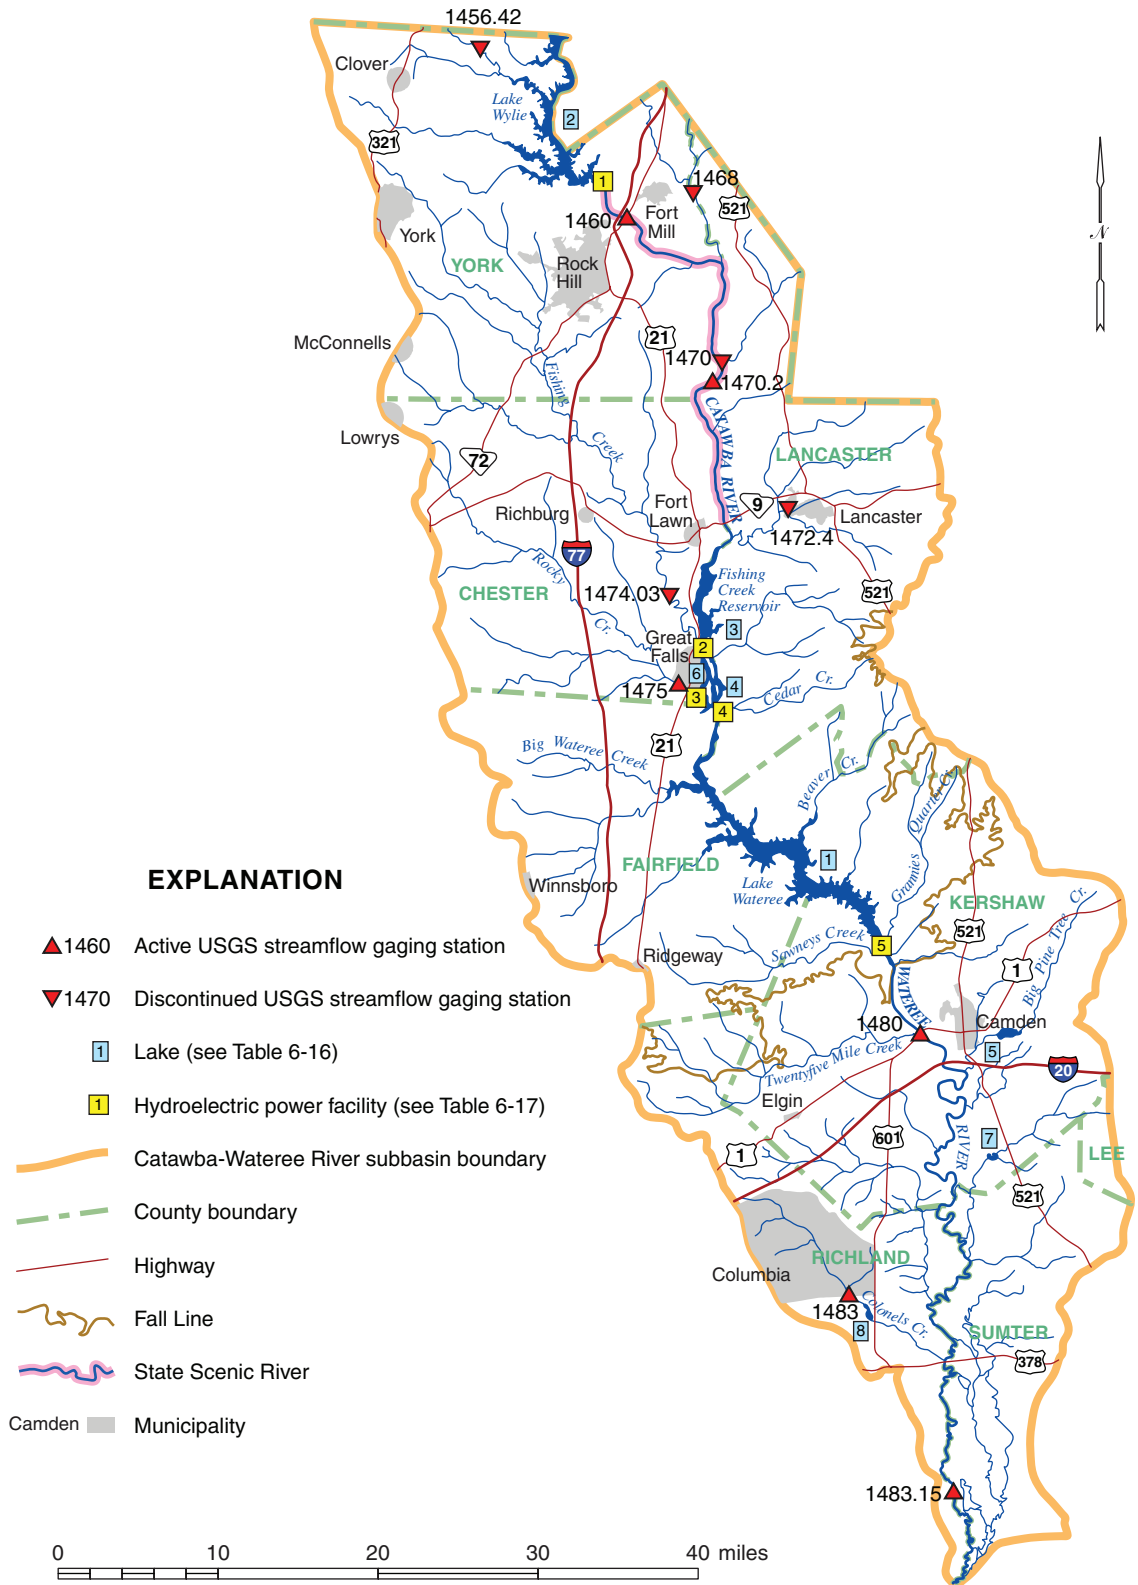 1456.42
Clover
Lake
Wylie
2
321
1
1468
521
1460
Fort
Mill
York
YORK
Rock
Hill
21
McConnells
1470
1470.2
Fishing
Creek
CATAWBA RIVER
Lowrys
72
LANCASTER
Richburg
Fort
Lawn
9
Lancaster
1472.4
77
Rocky
Cr.
CHESTER
1474.03
Fishing
Creek
Reservoir
521
3
Great
Falls
2
6
1475
3
4
4
Cedar Cr.
Big Wateree Creek
21
Beaver Cr.
Grannies Quarter Cr.
FAIRFIELD
1
Lake
Wateree
Winnsboro
KERSHAW
521
Big Pine Tree Cr.
Sawneys Creek
5
Ridgeway
1
WATEREE
1480
Camden
5
Twentyfive Mile Creek
20
Elgin
601
RIVER
7
LEE
1
521
RICHLAND
Columbia
1483
Colonels Cr.
8
SUMTER
378
1483.15
N
EXPLANATION
1460 Active USGS streamflow gaging station
1470 Discontinued USGS streamflow gaging station
1 Lake (see Table 6-16)
1 Hydroelectric power facility (see Table 6-17)
Catawba-Wateree River subbasin boundary
County boundary
Highway
Fall Line
State Scenic River
Camden Municipality
0 10 20 30 40 miles